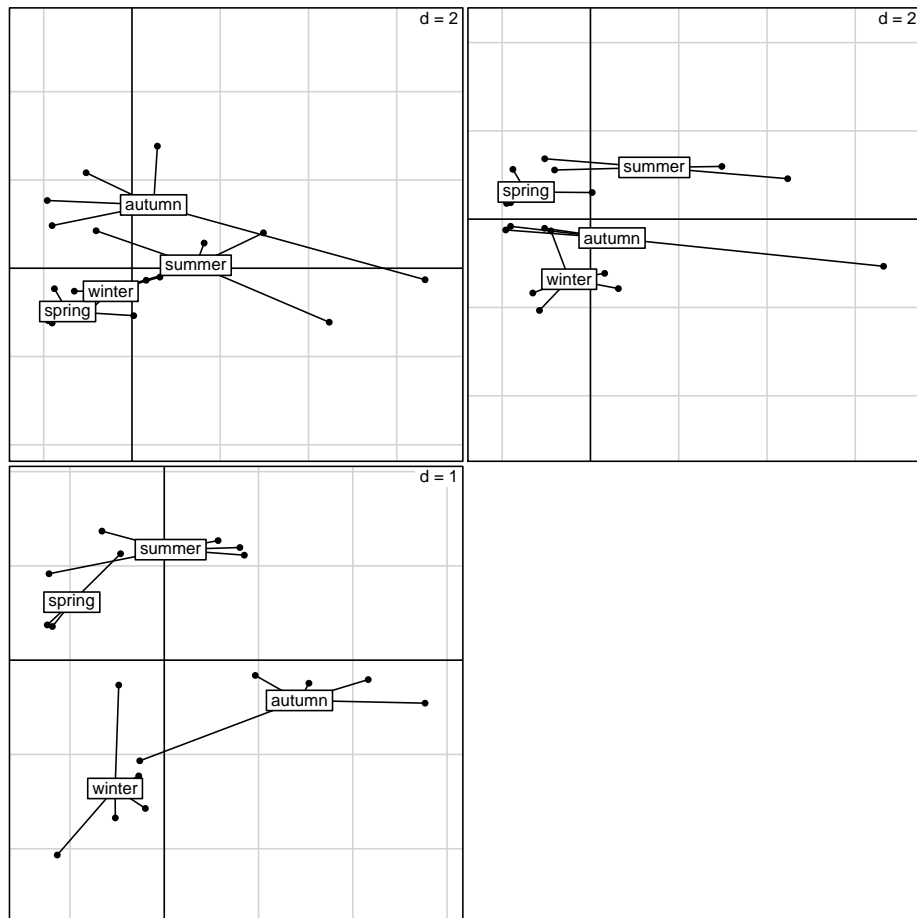 d = 2
autumn
summer
winter
spring
d = 2
summer
spring
autumn
winter
d = 1
summer
spring
autumn
winter